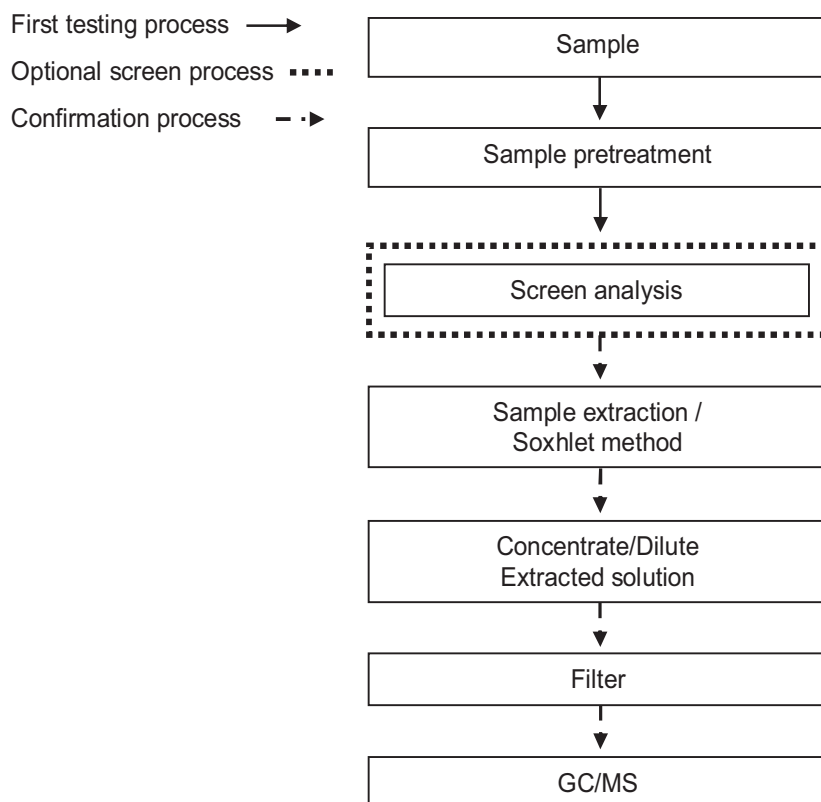 First testing process
Optional screen process
Confirmation process
Sample
Sample pretreatment
Screen analysis
Sample extraction /
Soxhlet method
Concentrate/Dilute
Extracted solution
Filter
GC/MS